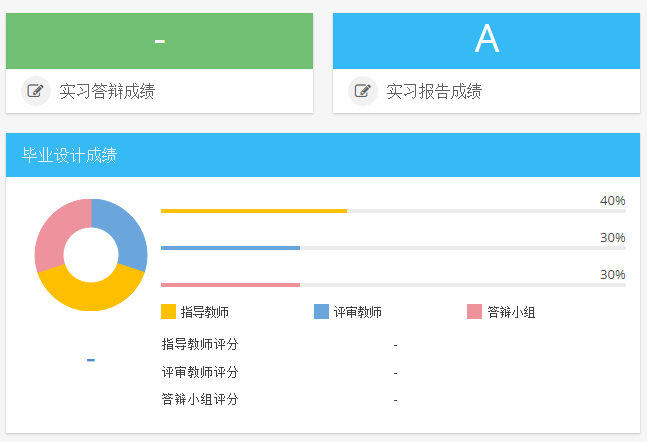 -
A
实习答辩成绩
实习报告成绩
毕业设计成绩
40%
30%
30%
指导教师 评审教师 答辩小组
-
指导教师评分 -
评审教师评分 -
答辩小组评分 -